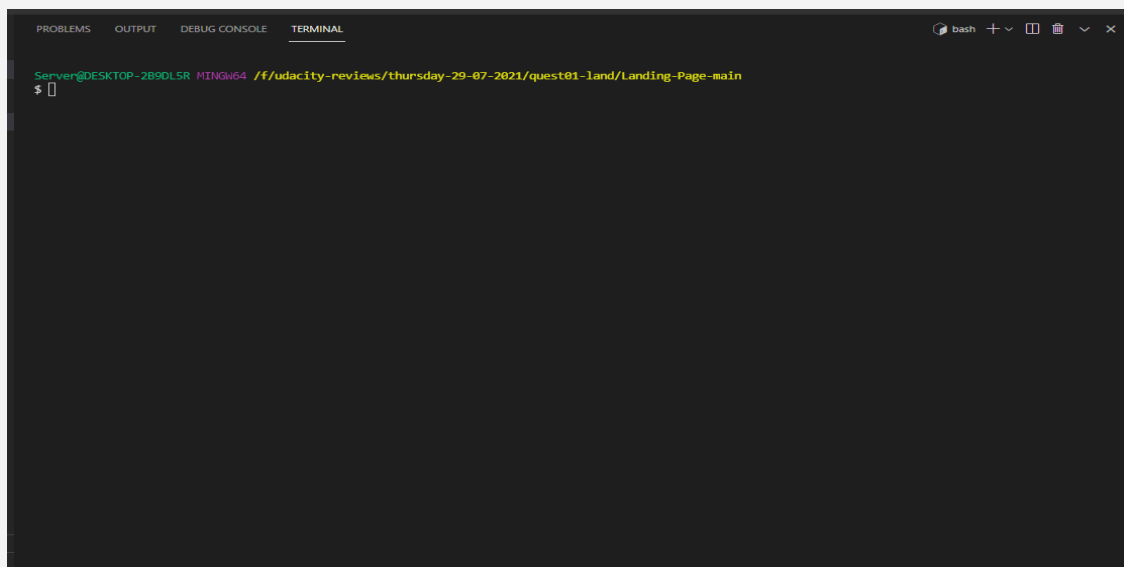 PROBLEMS OUTPUT DEBUG CONSOLE TERMINAL bash
Server@DESKTOP-2B9DL5R MINGW64 /f/udacity-reviews/thursday-29-07-2021/quest01-land/Landing-Page-main
$